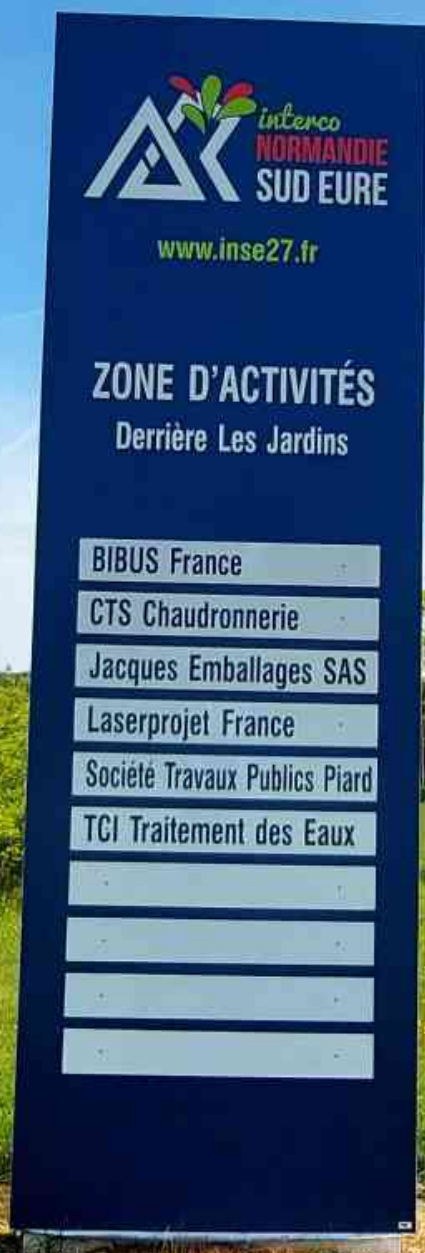 interco
NORMANDIE
SUD EURE
www.inse27.fr
ZONE D'ACTIVITÉS
Derrière Les Jardins
BIBUS France
CTS Chaudronnerie
Jacques Emballages SAS
Laserprojet France
Société Travaux Publics Piard
TCI Traitement des Eaux